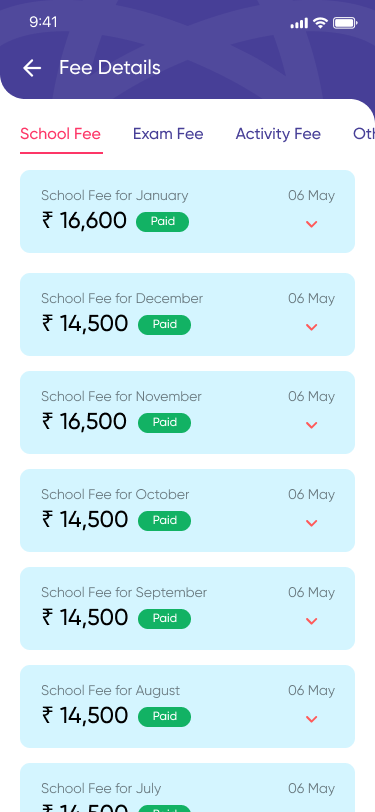 9:41
Fee Details
School Fee Exam Fee Activity Fee Oth
School Fee for January 06 May
₹ 16,600 Paid
School Fee for December 06 May
₹ 14,500 Paid
School Fee for November 06 May
₹ 16,500 Paid
School Fee for October 06 May
₹ 14,500 Paid
School Fee for September 06 May
₹ 14,500 Paid
School Fee for August 06 May
₹ 14,500 Paid
School Fee for July 06 May
₹ 14,500 Paid